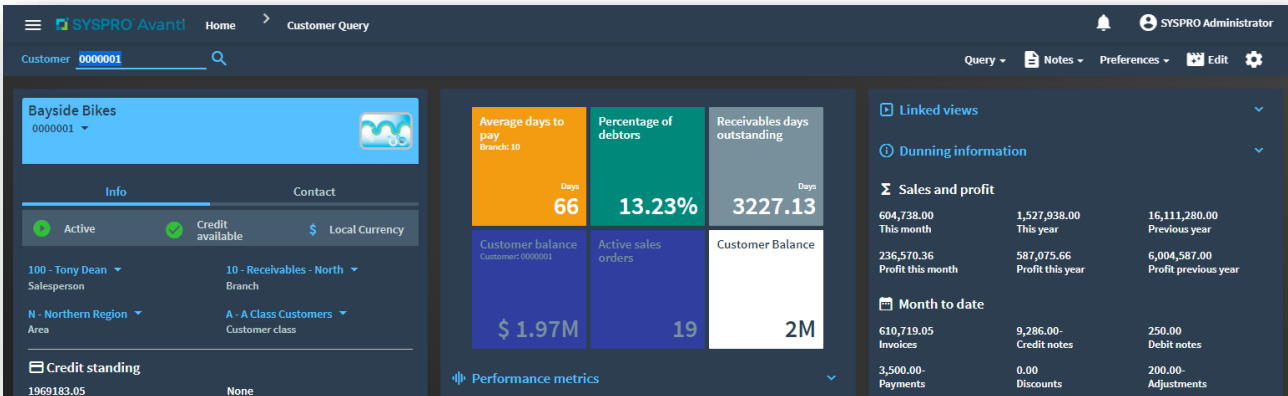 SYSPRO Avanti Home > Customer Query SYSPRO Administrator
Customer 0000001 Query Notes Preferences Edit
Bayside Bikes
0000001
Info Contact
Active Credit available $ Local Currency
100 - Tony Dean 10 - Receivables - North
Salesperson Branch
N - Northern Region A - A Class Customers
Area Customer class
Credit standing
1969183.05 None
Average days to pay
Branch: 10
Days
66
Percentage of debtors
13.23%
Receivables days outstanding
Days
3227.13
Customer balance
Customer: 0000001
$ 1.97M
Active sales orders
19
Customer Balance
2M
Performance metrics
Linked views
Dunning information
Σ Sales and profit
604,738.00 1,527,938.00 16,111,280.00
This month This year Previous year
236,570.36 587,075.66 6,004,587.00
Profit this month Profit this year Profit previous year
Month to date
610,719.05 9,286.00- 250.00
Invoices Credit notes Debit notes
3,500.00- 0.00 200.00-
Payments Discounts Adjustments